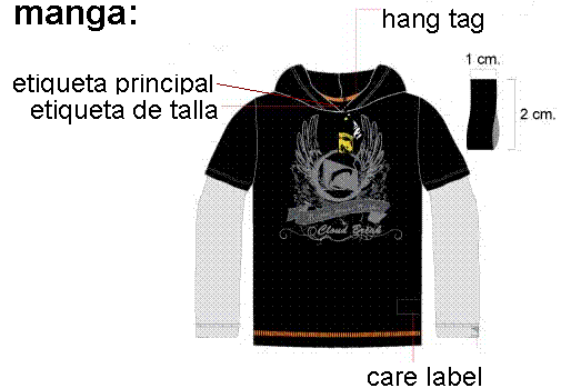 manga:
hang tag
1 cm.
etiqueta principal
etiqueta de talla
2 cm.
Cloud Break
care label